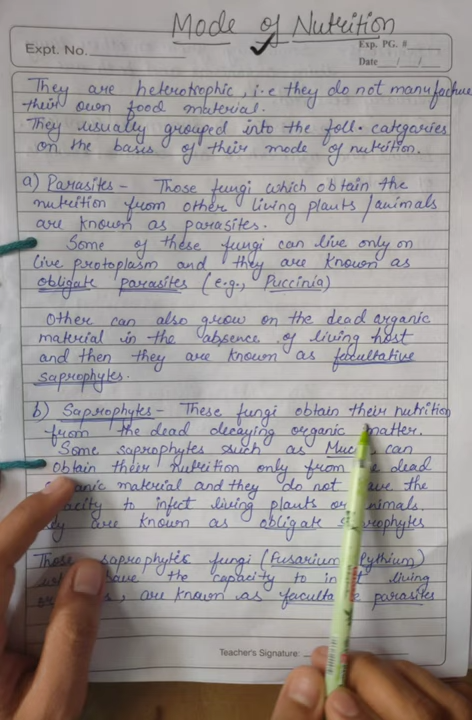 Mode of Nutrition
Expt. No.
Exp. PG. #
Date / /
They are heterotrophic, i.e they do not manufacture
their own food material.
They usually grouped into the foll. categories
on the basis of their mode of nutrition.
a) Parasites - Those fungi which obtain the
nutrition from other living plants/animals
are known as parasites.
Some of these fungi can live only on
live protoplasm and they are known as
obligate parasites (e.g., Puccinia)
Other can also grow on the dead organic
material in the absence of living host
and then they are known as facultative
saprophytes.
b) Saprophytes - These fungi obtain their nutrition
from the dead decaying organic matter.
Some saprophytes such as can
obtain their nutrition only from dead
material and they do not the
to infect living plants or animals.
are known as obligate
Those saprophytes fungi (Fusarium, Pythium)
the capacity to living
, are known as parasites
Teacher's Signature: